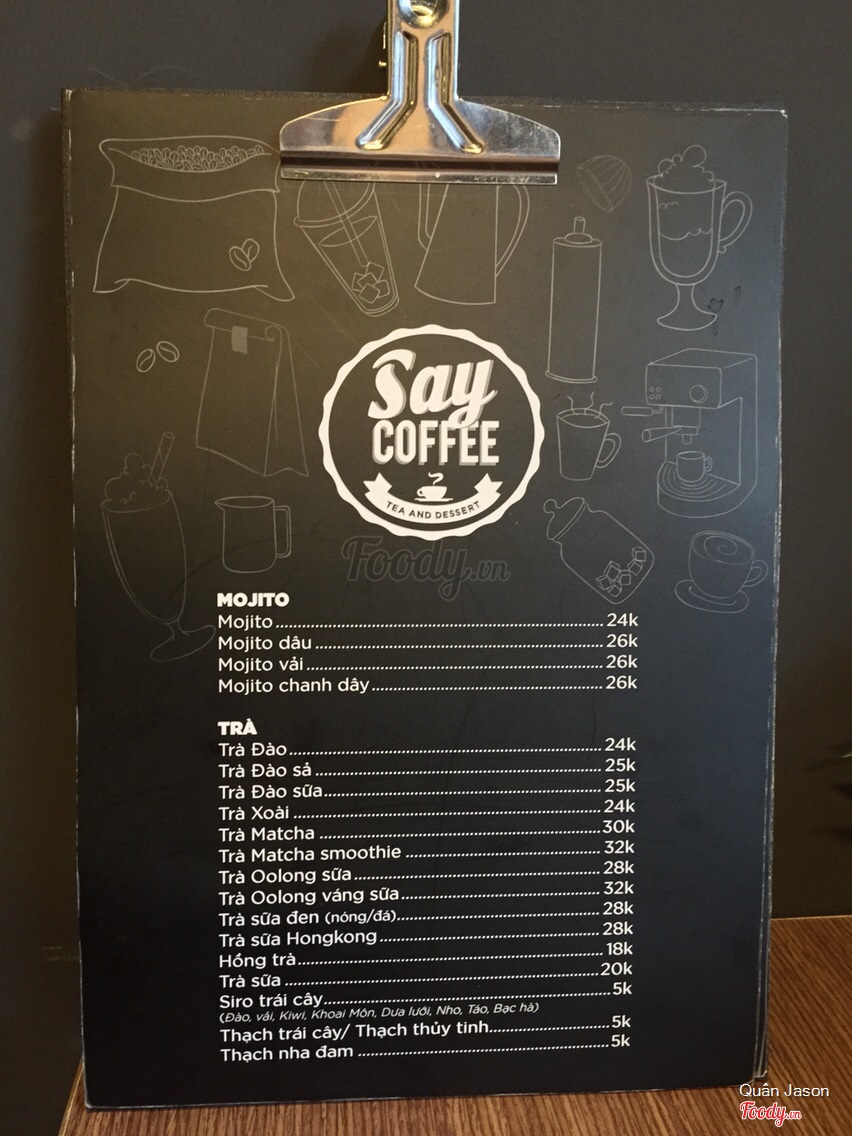 Say
COFFEE
TEA AND DESSERT
Foody.vn
MOJITO
Mojito 24k
Mojito dâu 26k
Mojito vải 26k
Mojito chanh dây 26k
TRÀ
Trà Đào 24k
Trà Đào sả 25k
Trà Đào sữa 25k
Trà Xoài 24k
Trà Matcha 30k
Trà Matcha smoothie 32k
Trà Oolong sữa 28k
Trà Oolong váng sữa 32k
Trà sữa đen (nóng/đá) 28k
Trà sữa Hongkong 28k
Hồng trà 18k
Trà sữa 20k
Siro trái cây 5k
(Đào, vải, Kiwi, Khoai Môn, Dưa lưới, Nho, Táo, Bạc hà)
Thạch trái cây/ Thạch thủy tinh 5k
Thạch nha đam 5k
Quân Jason
Foody.vn